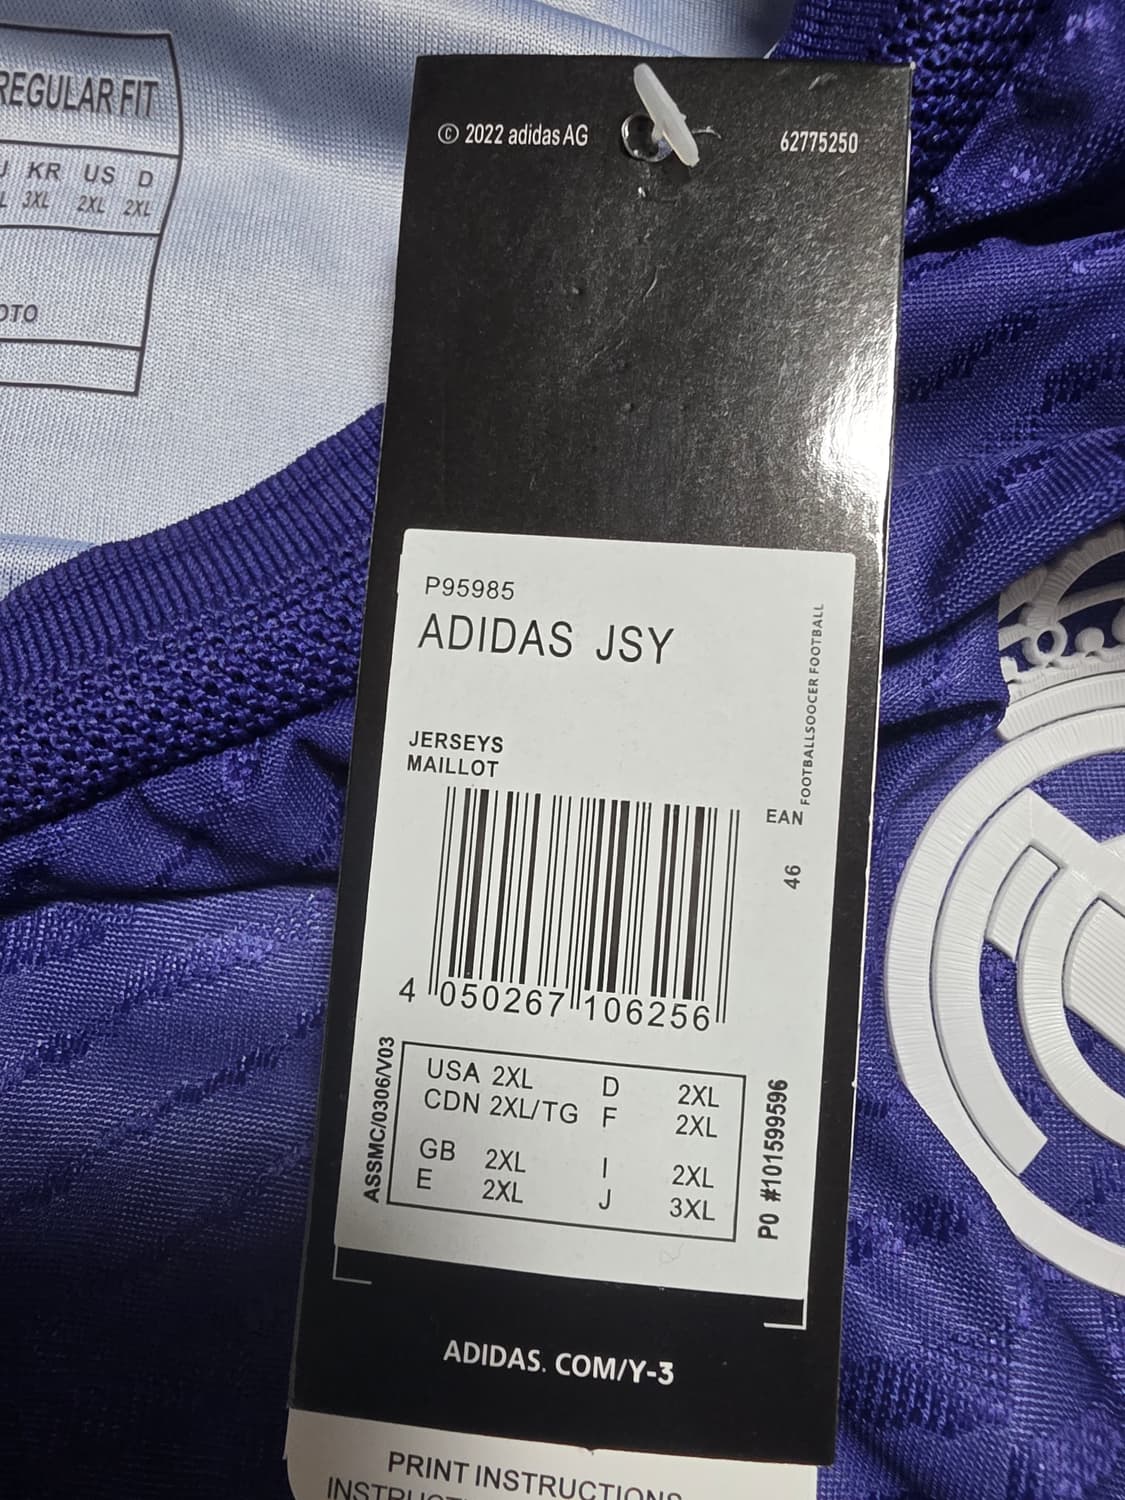 REGULAR FIT
KR US D
3XL 2XL 2XL
© 2022 adidas AG
62775250
P95985
ADIDAS JSY
JERSEYS
MAILLOT
FOOTBALLSOOCER FOOTBALL
EAN
46
4 050267 106256
ASSMC/0306/V03
USA 2XL D 2XL
CDN 2XL/TG F 2XL
GB 2XL I 2XL
E 2XL J 3XL
PO #101599596
ADIDAS. COM/Y-3
PRINT INSTRUCTIONS